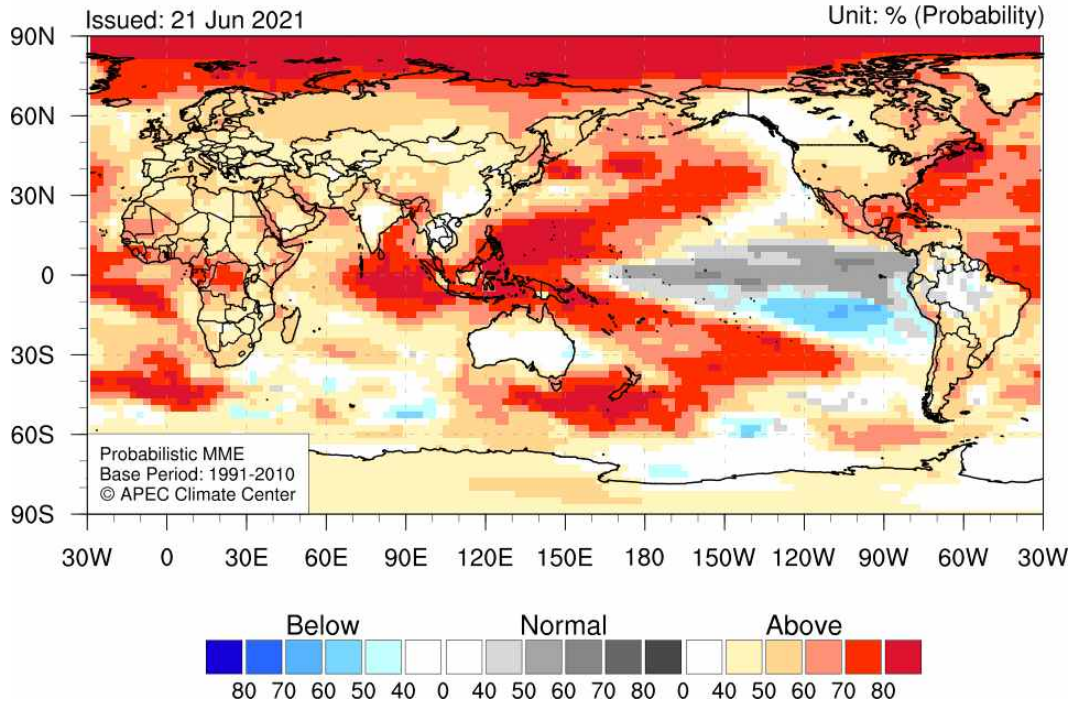 Issued: 21 Jun 2021 Unit: % (Probability)
90N
60N
30N
0
30S
60S
90S
Probabilistic MME
Base Period: 1991-2010
© APEC Climate Center
30W 0 30E 60E 90E 120E 150E 180 150W 120W 90W 60W 30W
Below Normal Above
80 70 60 50 40 0 40 50 60 70 80 0 40 50 60 70 80